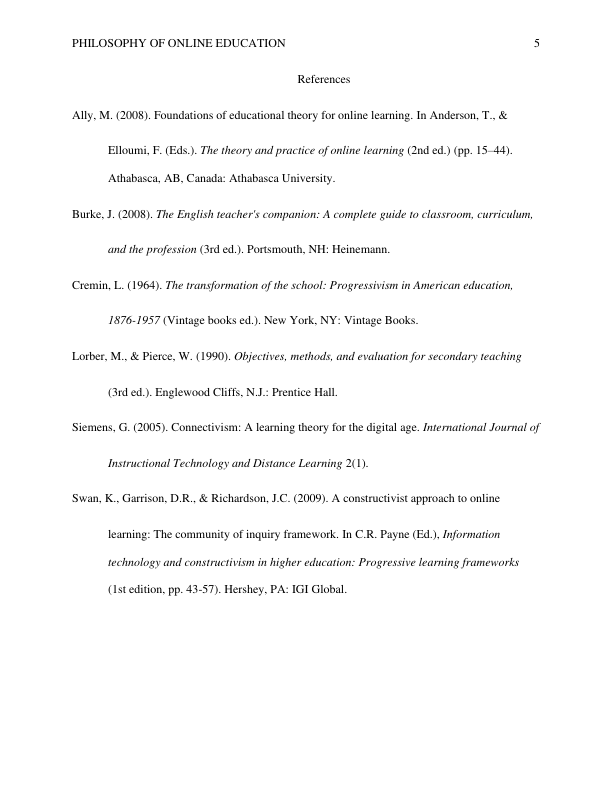 PHILOSOPHY OF ONLINE EDUCATION 5
References
Ally, M. (2008). Foundations of educational theory for online learning. In Anderson, T., &
Elloumi, F. (Eds.). The theory and practice of online learning (2nd ed.) (pp. 15–44).
Athabasca, AB, Canada: Athabasca University.
Burke, J. (2008). The English teacher's companion: A complete guide to classroom, curriculum,
and the profession (3rd ed.). Portsmouth, NH: Heinemann.
Cremin, L. (1964). The transformation of the school: Progressivism in American education,
1876-1957 (Vintage books ed.). New York, NY: Vintage Books.
Lorber, M., & Pierce, W. (1990). Objectives, methods, and evaluation for secondary teaching
(3rd ed.). Englewood Cliffs, N.J.: Prentice Hall.
Siemens, G. (2005). Connectivism: A learning theory for the digital age. International Journal of
Instructional Technology and Distance Learning 2(1).
Swan, K., Garrison, D.R., & Richardson, J.C. (2009). A constructivist approach to online
learning: The community of inquiry framework. In C.R. Payne (Ed.), Information
technology and constructivism in higher education: Progressive learning frameworks
(1st edition, pp. 43-57). Hershey, PA: IGI Global.